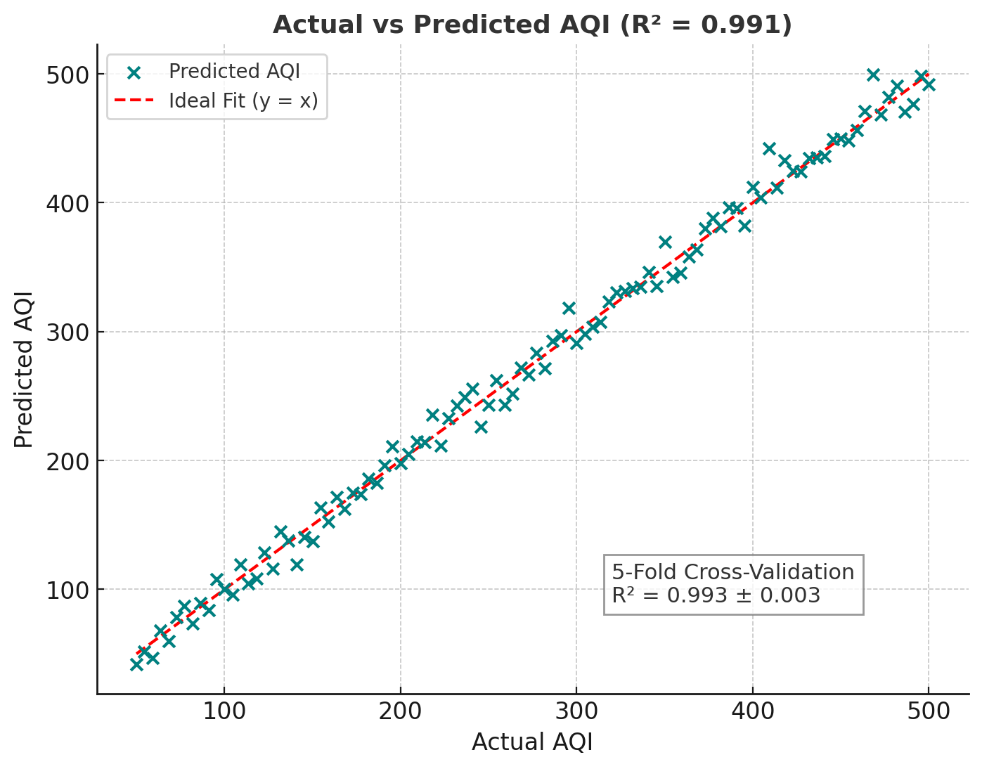 Actual vs Predicted AQI (R² = 0.991)
Predicted AQI
Ideal Fit (y = x)
500
400
300
200
100
Predicted AQI
5-Fold Cross-Validation
R² = 0.993 ± 0.003
100 200 300 400 500
Actual AQI